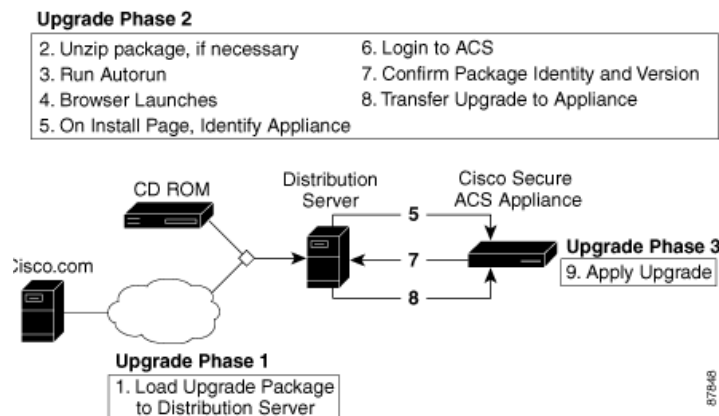 Upgrade Phase 2
2. Unzip package, if necessary
3. Run Autorun
4. Browser Launches
5. On Install Page, Identify Appliance
6. Login to ACS
7. Confirm Package Identity and Version
8. Transfer Upgrade to Appliance
CD ROM
Distribution
Server
Cisco Secure
ACS Appliance
5
7
8
Upgrade Phase 3
9. Apply Upgrade
Cisco.com
Upgrade Phase 1
1. Load Upgrade Package
to Distribution Server
87848